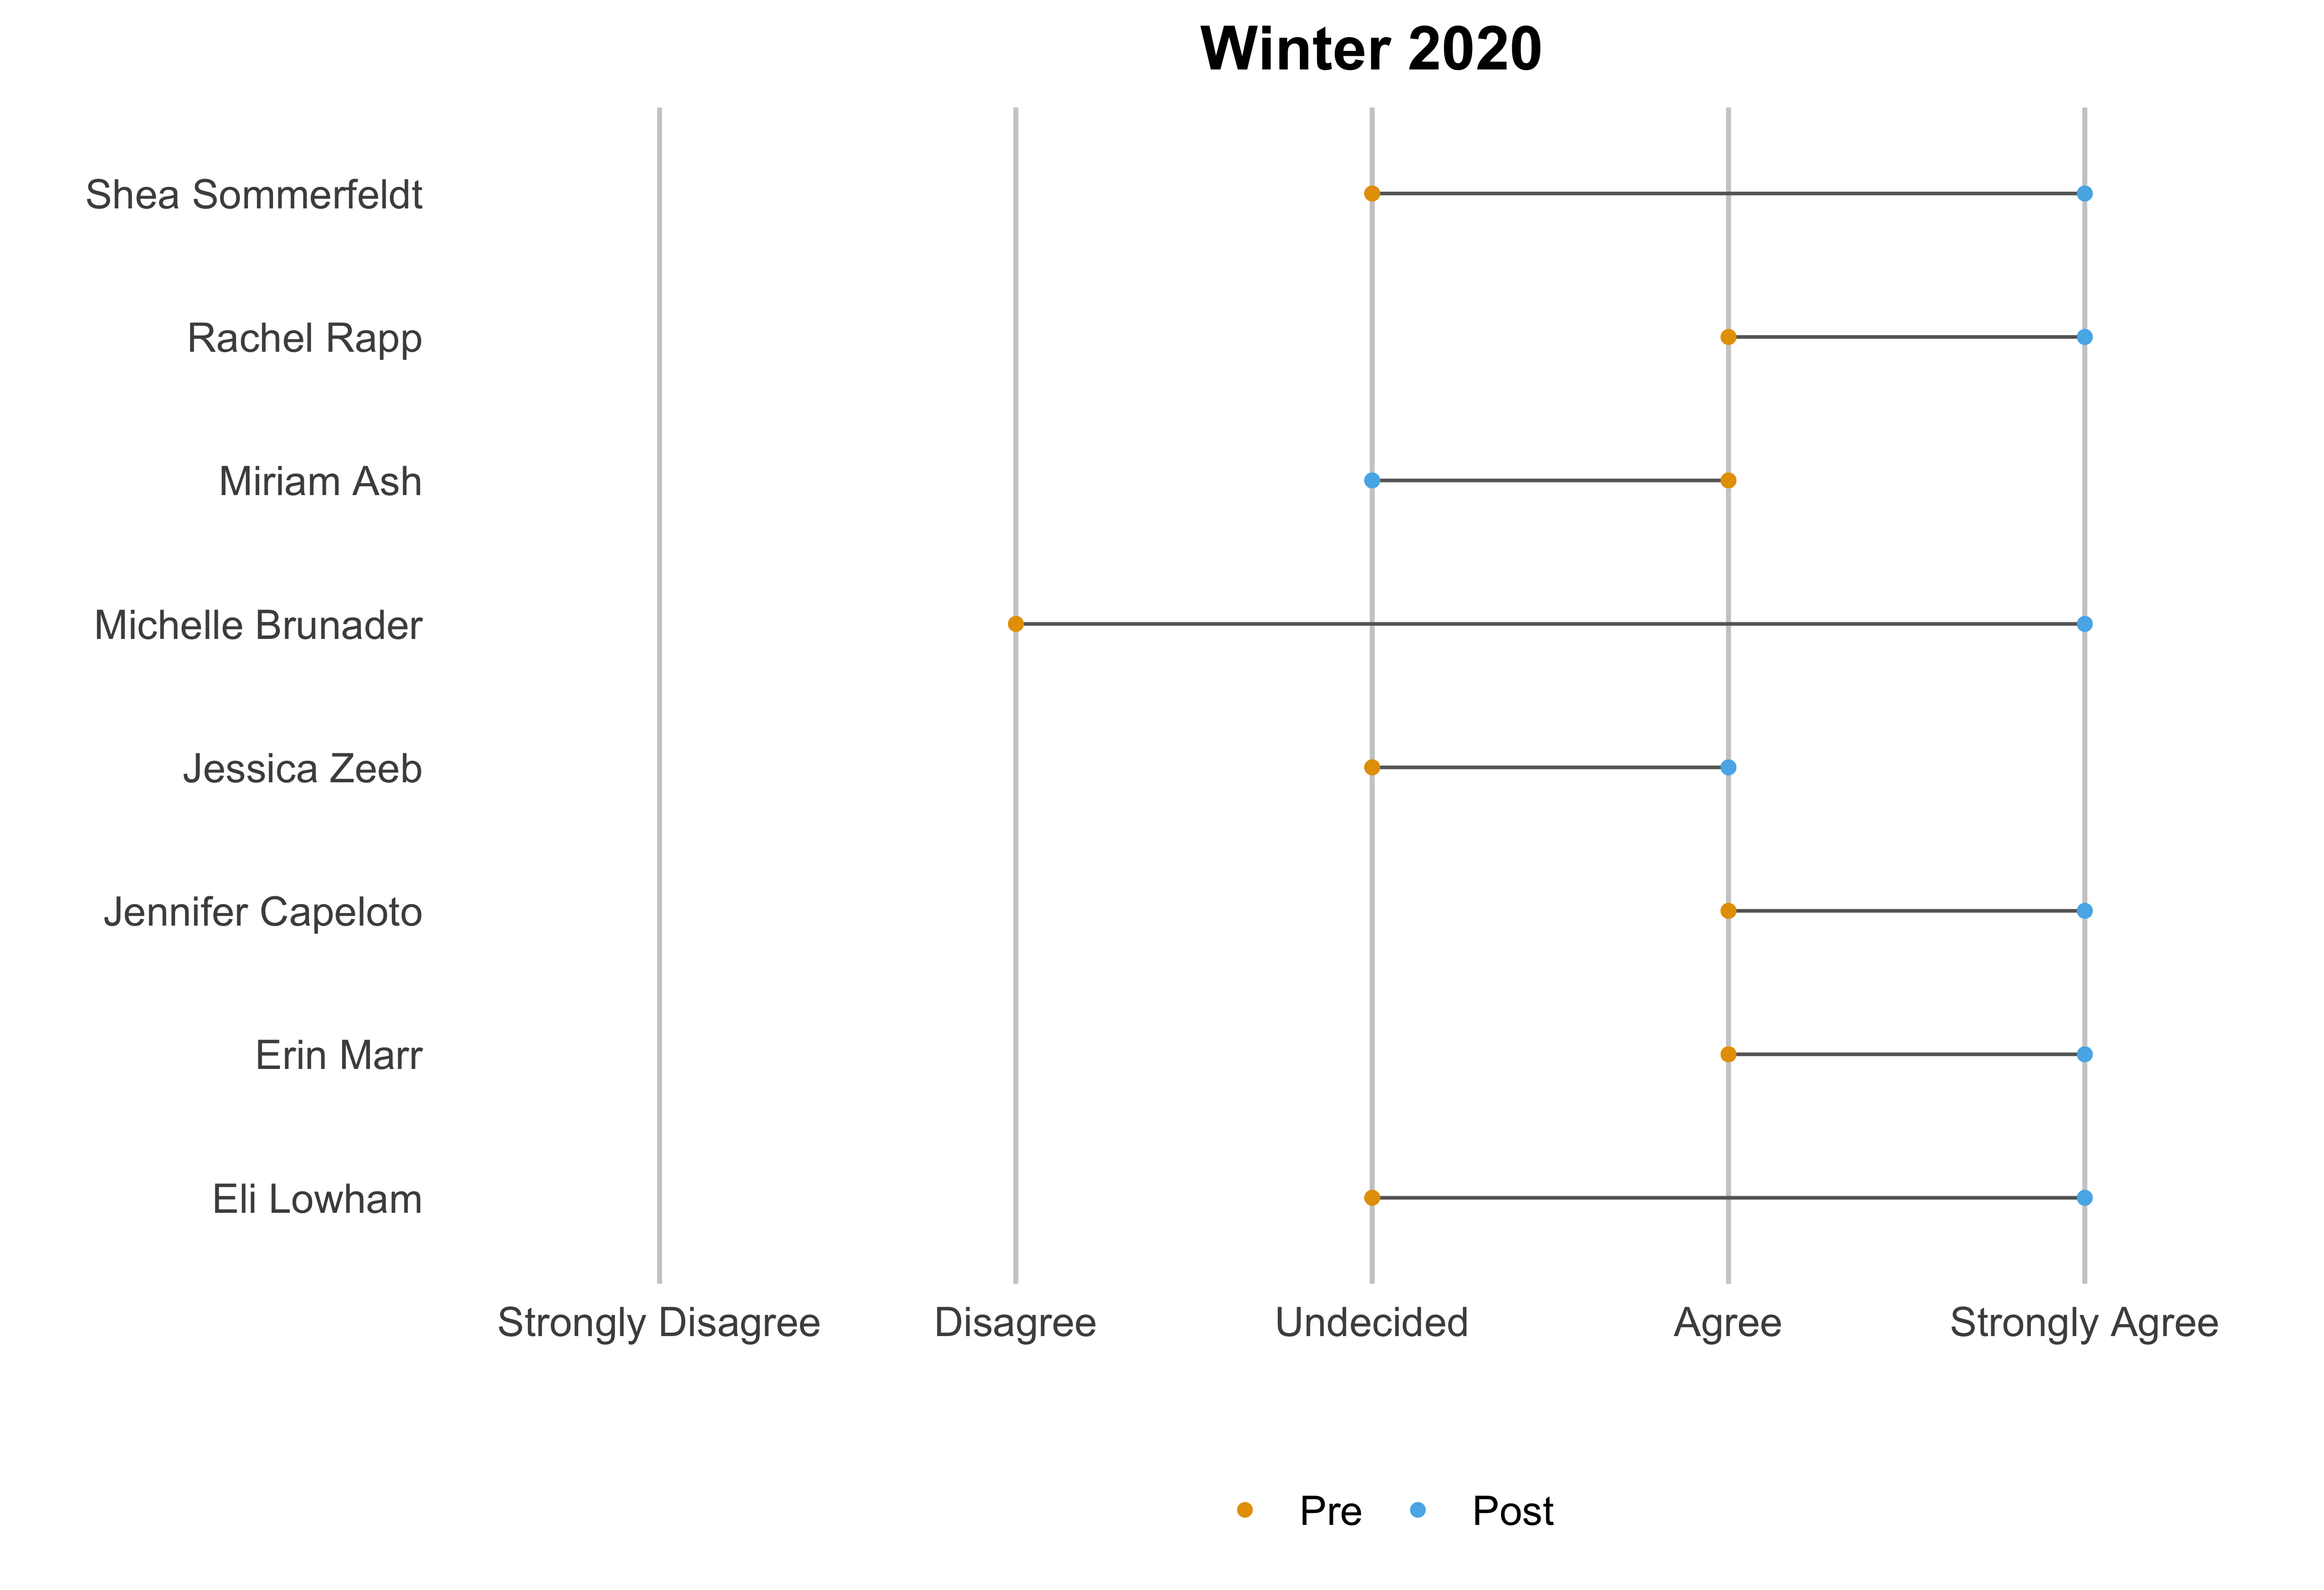 Winter 2020
Shea Sommerfeldt
Rachel Rapp
Miriam Ash
Michelle Brunader
Jessica Zeeb
Jennifer Capeloto
Erin Marr
Eli Lowham
Strongly Disagree Disagree Undecided Agree Strongly Agree
Pre Post